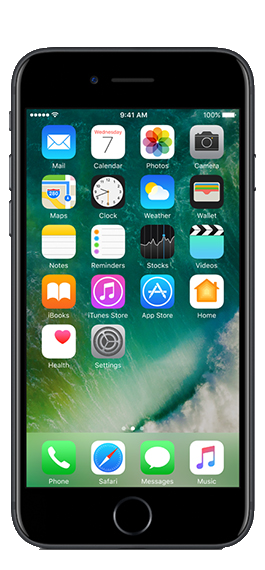 9:41 AM 100%
Wednesday
7
Mail Calendar Photos Camera
280
Maps Clock Weather Wallet
Notes Reminders Stocks Videos
iBooks iTunes Store App Store Home
Health Settings
Phone Safari Messages Music